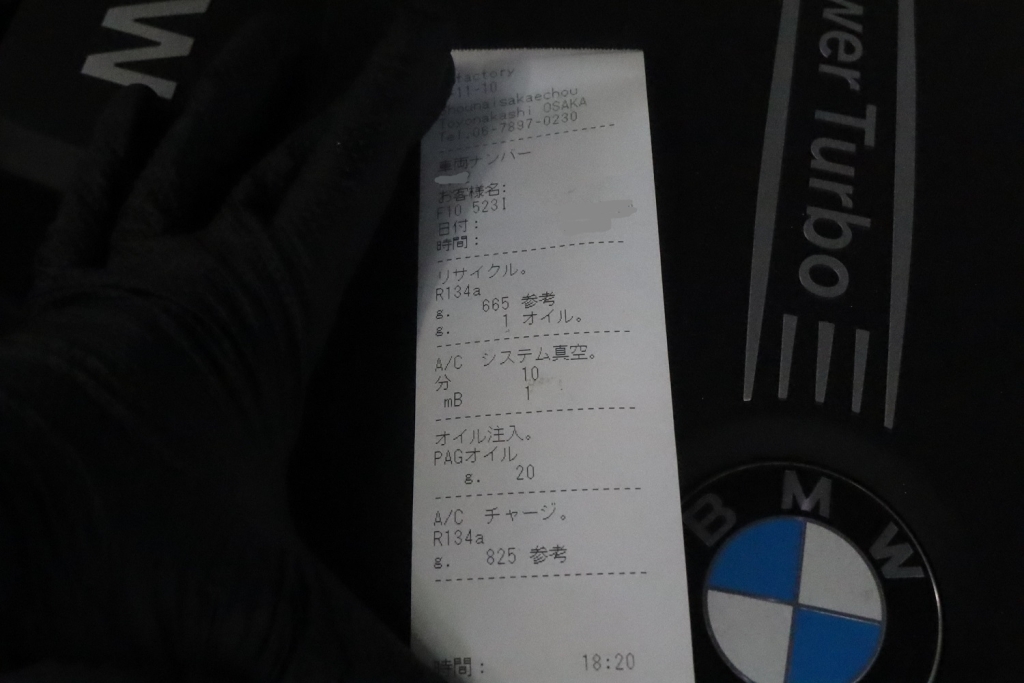 W
factory
11-10
Toyonakashi OSAKA
Tel.06-7897-0230
車両ナンバー
お客様名:
F10 523I
日付:
時間:
リサイクル。
R134a
g. 665 参考
g. 1 オイル。
A/C システム真空。
分 10
mB 1
オイル注入。
PAGオイル
g. 20
A/C チャージ。
R134a
g. 825 参考
時間: 18:20
wer Turbo
BMW